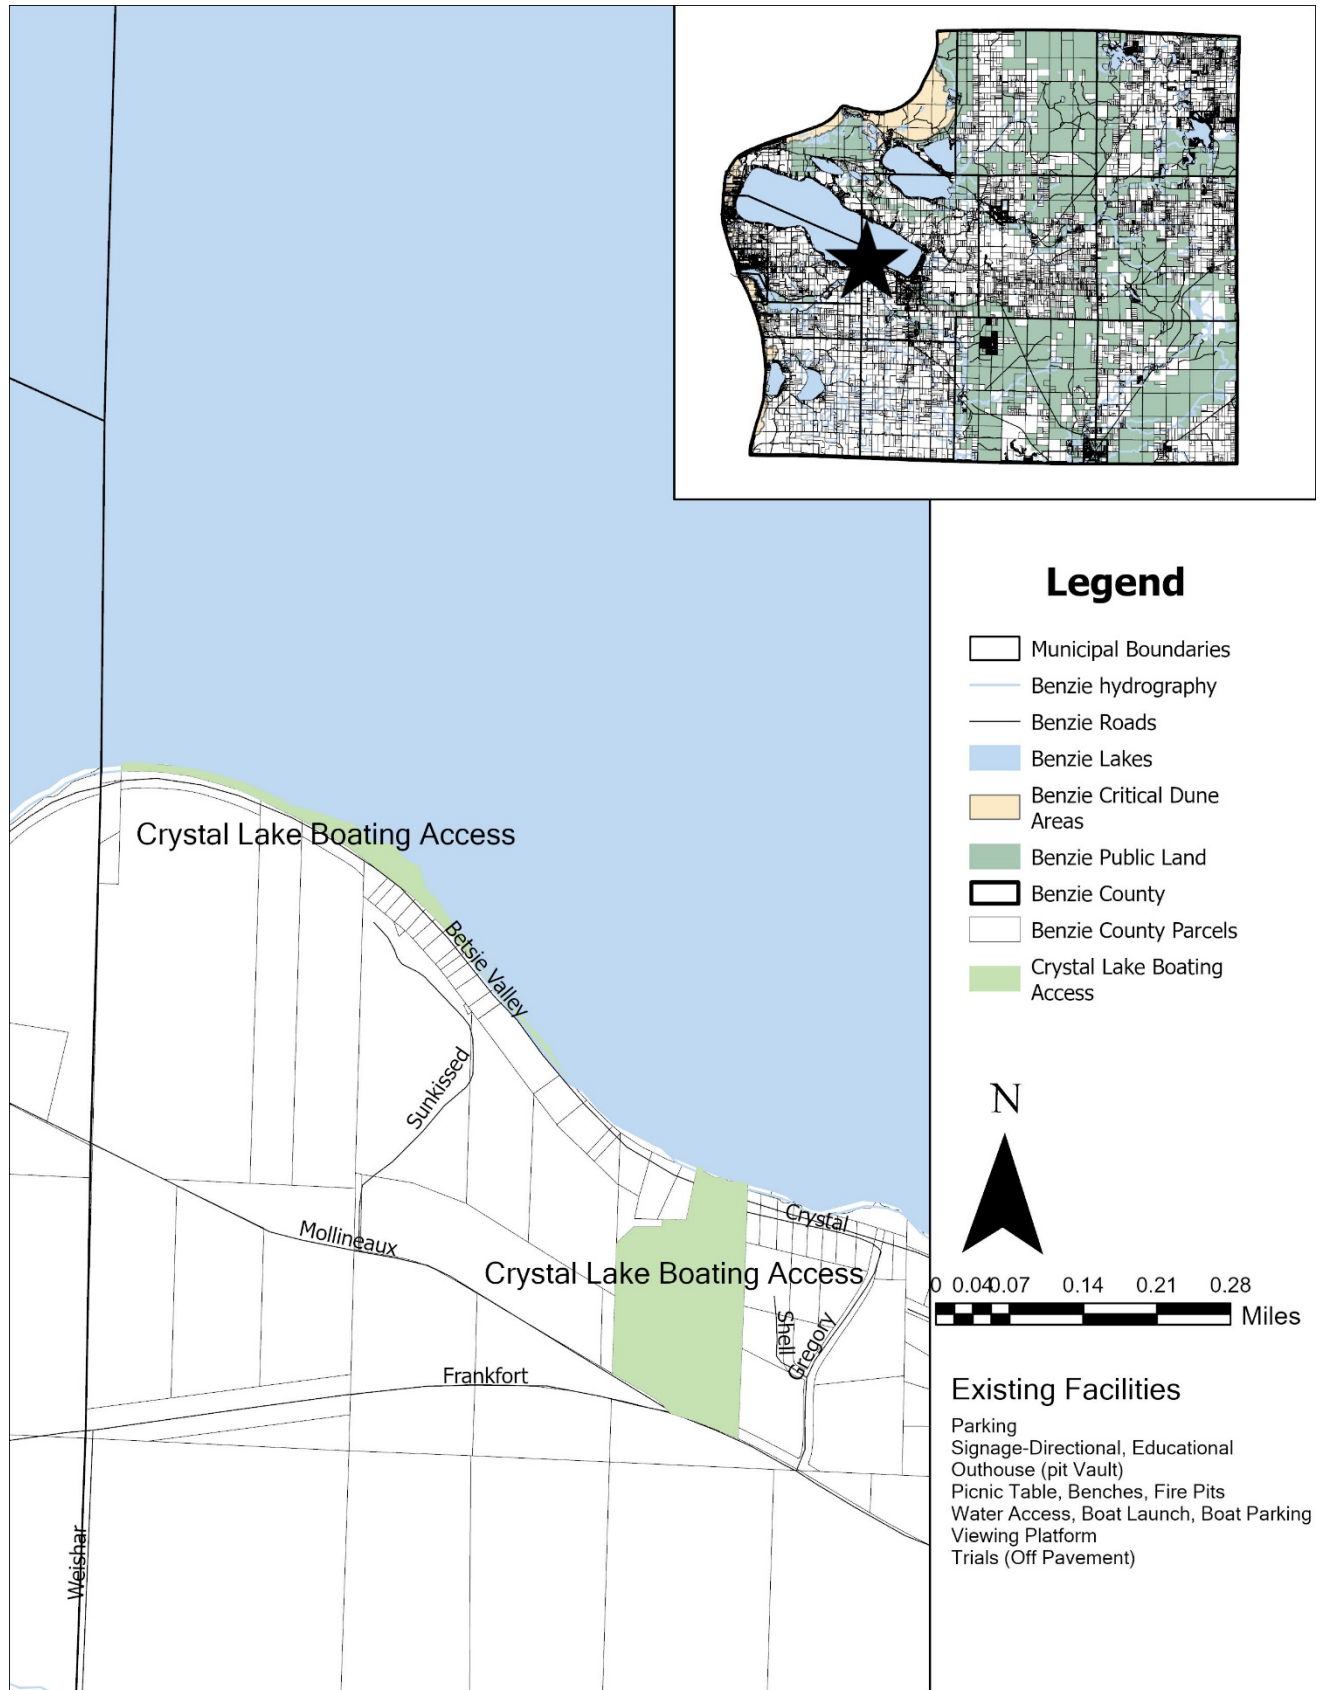 Crystal Lake Boating Access
Betsie Valley
Sunkissed
Mollineaux
Crystal
Crystal Lake Boating Access
Shell
Gregory
Frankfort
Weishar
Legend
Municipal Boundaries
Benzie hydrography
Benzie Roads
Benzie Lakes
Benzie Critical Dune
Areas
Benzie Public Land
Benzie County
Benzie County Parcels
Crystal Lake Boating
Access
N
0 0.04 0.07 0.14 0.21 0.28
Miles
Existing Facilities
Parking
Signage-Directional, Educational
Outhouse (pit Vault)
Picnic Table, Benches, Fire Pits
Water Access, Boat Launch, Boat Parking
Viewing Platform
Trials (Off Pavement)